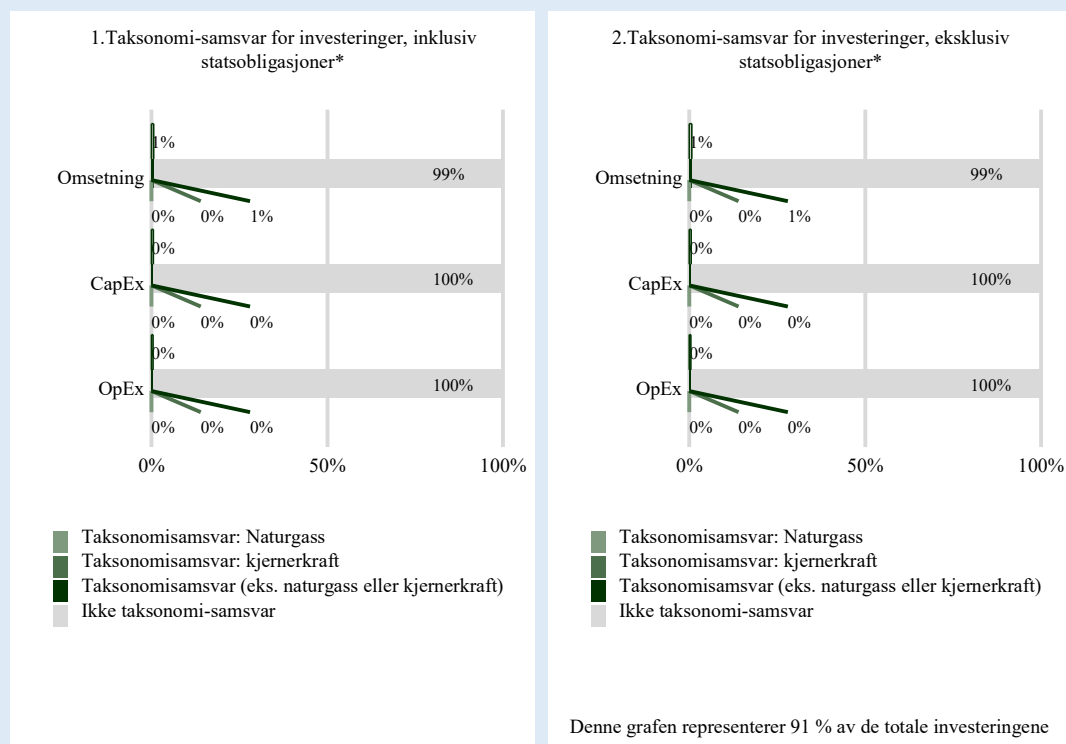 1.Taksonomi-samsvar for investeringer, inklusiv
statsobligasjoner*
1%
Omsetning
99%
0% 0% 1%
0%
CapEx
100%
0% 0% 0%
0%
OpEx
100%
0% 0% 0%
0% 50% 100%
Taksonomisamsvar: Naturgass
Taksonomisamsvar: kjernerkraft
Taksonomisamsvar (eks. naturgass eller kjernerkraft)
Ikke taksonomi-samsvar
2.Taksonomi-samsvar for investeringer, eksklusiv
statsobligasjoner*
1%
Omsetning
99%
0% 0% 1%
0%
CapEx
100%
0% 0% 0%
0%
OpEx
100%
0% 0% 0%
0% 50% 100%
Taksonomisamsvar: Naturgass
Taksonomisamsvar: kjernerkraft
Taksonomisamsvar (eks. naturgass eller kjernerkraft)
Ikke taksonomi-samsvar
Denne grafen representerer 91 % av de totale investeringene